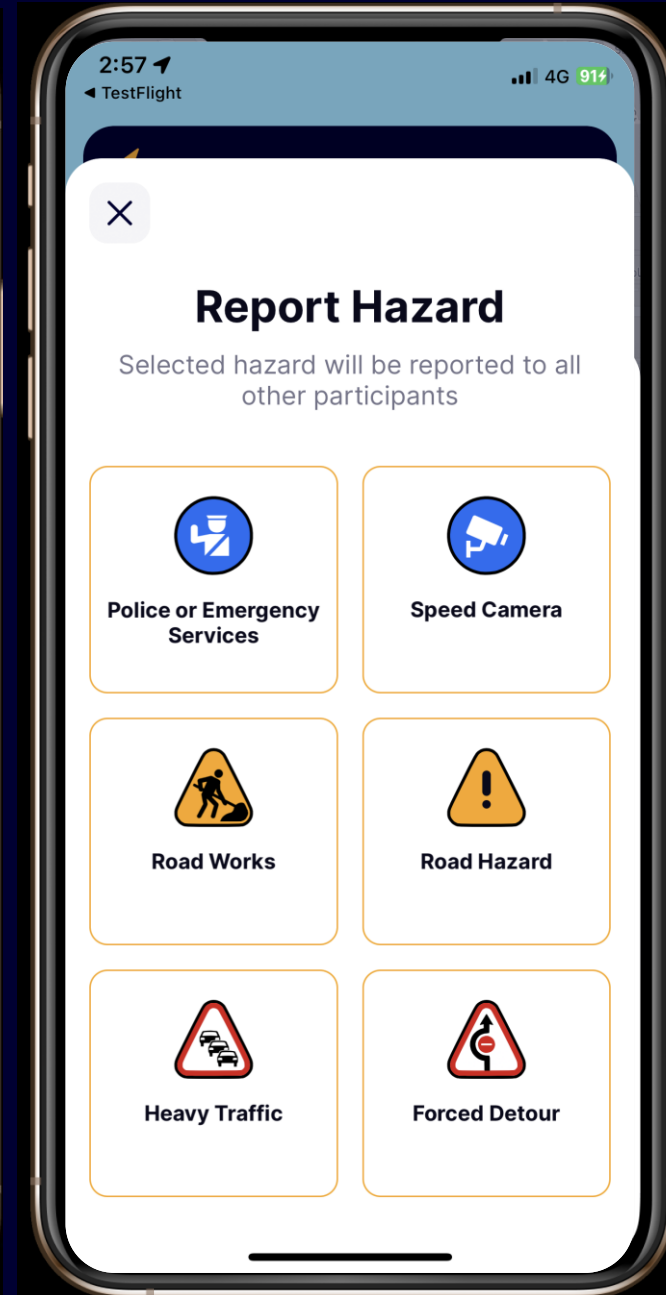 2:57
4G 91
◀ TestFlight
Report Hazard
Selected hazard will be reported to all
other participants
Police or Emergency
Services
Speed Camera
Road Works
Road Hazard
Heavy Traffic
Forced Detour